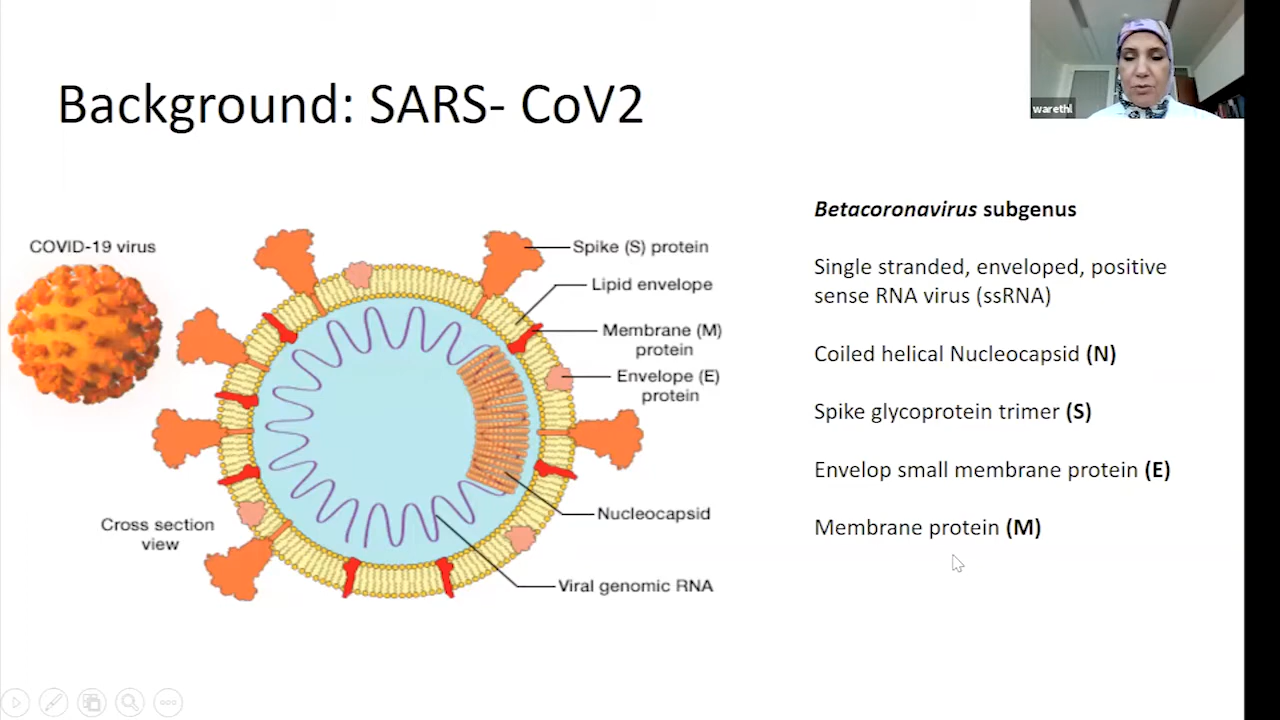 Background: SARS- CoV2
warethl
Betacoronavirus subgenus
Single stranded, enveloped, positive
sense RNA virus (ssRNA)
Coiled helical Nucleocapsid (N)
Spike glycoprotein trimer (S)
Envelop small membrane protein (E)
Membrane protein (M)
COVID-19 virus
Spike (S) protein
Lipid envelope
Membrane (M)
protein
Envelope (E)
protein
Nucleocapsid
Viral genomic RNA
Cross section
view